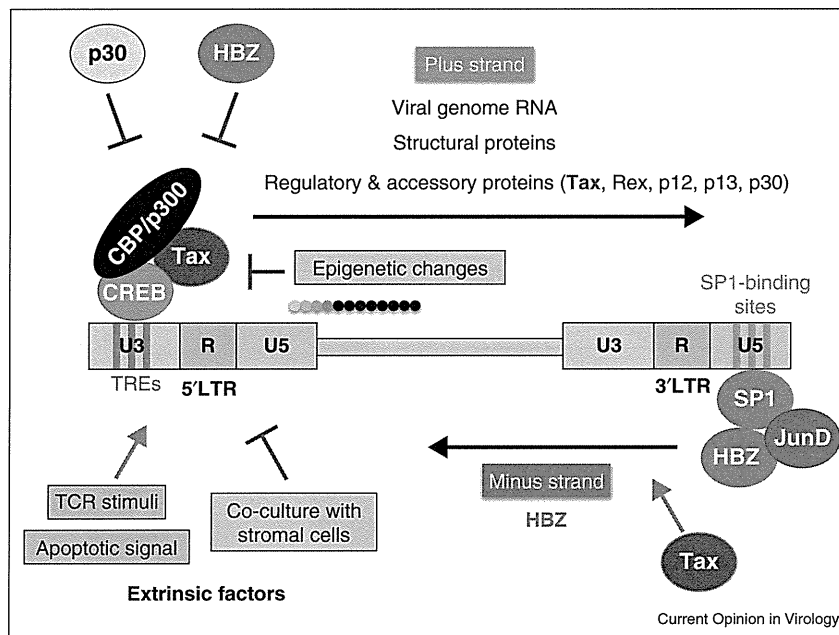 p30
HBZ
Plus strand
Viral genome RNA
Structural proteins
Regulatory & accessory proteins (Tax, Rex, p12, p13, p30)
CBP/p300
Tax
CREB
Epigenetic changes
SP1-binding
sites
U3
R
U5
U3
R
U5
TREs
5′LTR
3′LTR
SP1
JunD
HBZ
TCR stimuli
Apoptotic signal
Co-culture with
stromal cells
Minus strand
HBZ
Tax
Extrinsic factors
Current Opinion in Virology